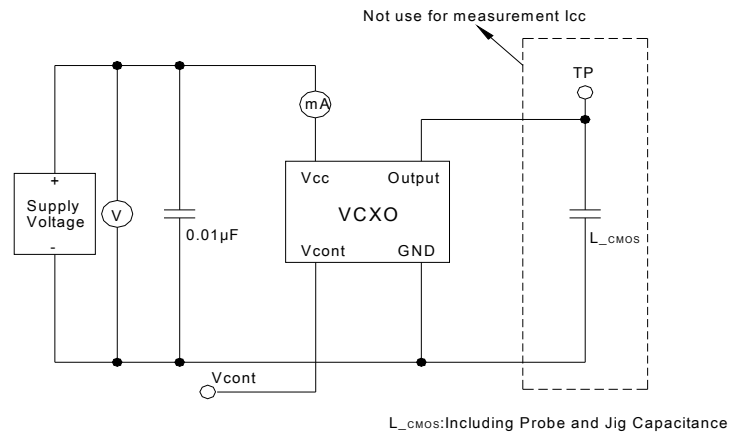 Not use for measurement Icc
TP
mA
Vcc
Output
+
Supply
Voltage
-
V
0.01µF
VCXO
Vcont
GND
L_CMOS
Vcont
L_CMOS:Including Probe and Jig Capacitance